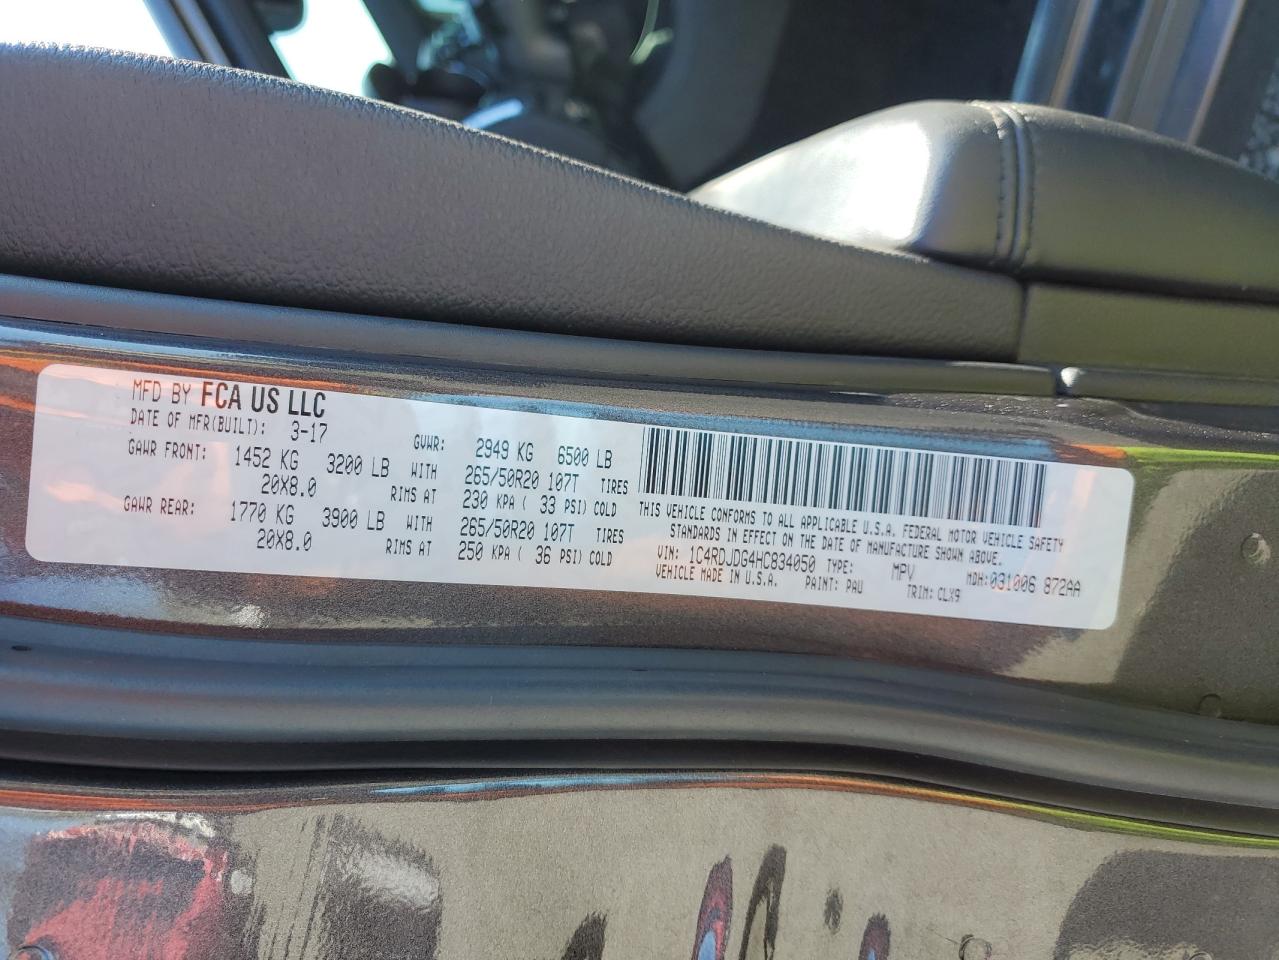 MFD BY FCA US LLC
DATE OF MFR(BUILT): 3-17
GVWR: 2949 KG 6500 LB
GAWR FRONT: 1452 KG 3200 LB WITH 265/50R20 107T TIRES
20X8.0 RIMS AT 230 KPA ( 33 PSI) COLD
GAWR REAR: 1770 KG 3900 LB WITH 265/50R20 107T TIRES
20X8.0 RIMS AT 250 KPA ( 36 PSI) COLD
THIS VEHICLE CONFORMS TO ALL APPLICABLE U.S.A. FEDERAL MOTOR VEHICLE SAFETY
STANDARDS IN EFFECT ON THE DATE OF MANUFACTURE SHOWN ABOVE.
VIN: 1C4RDJDG4HC834050 TYPE: MPV MDH:031006 872AA
VEHICLE MADE IN U.S.A. PAINT: PAU TRIM: CLX9